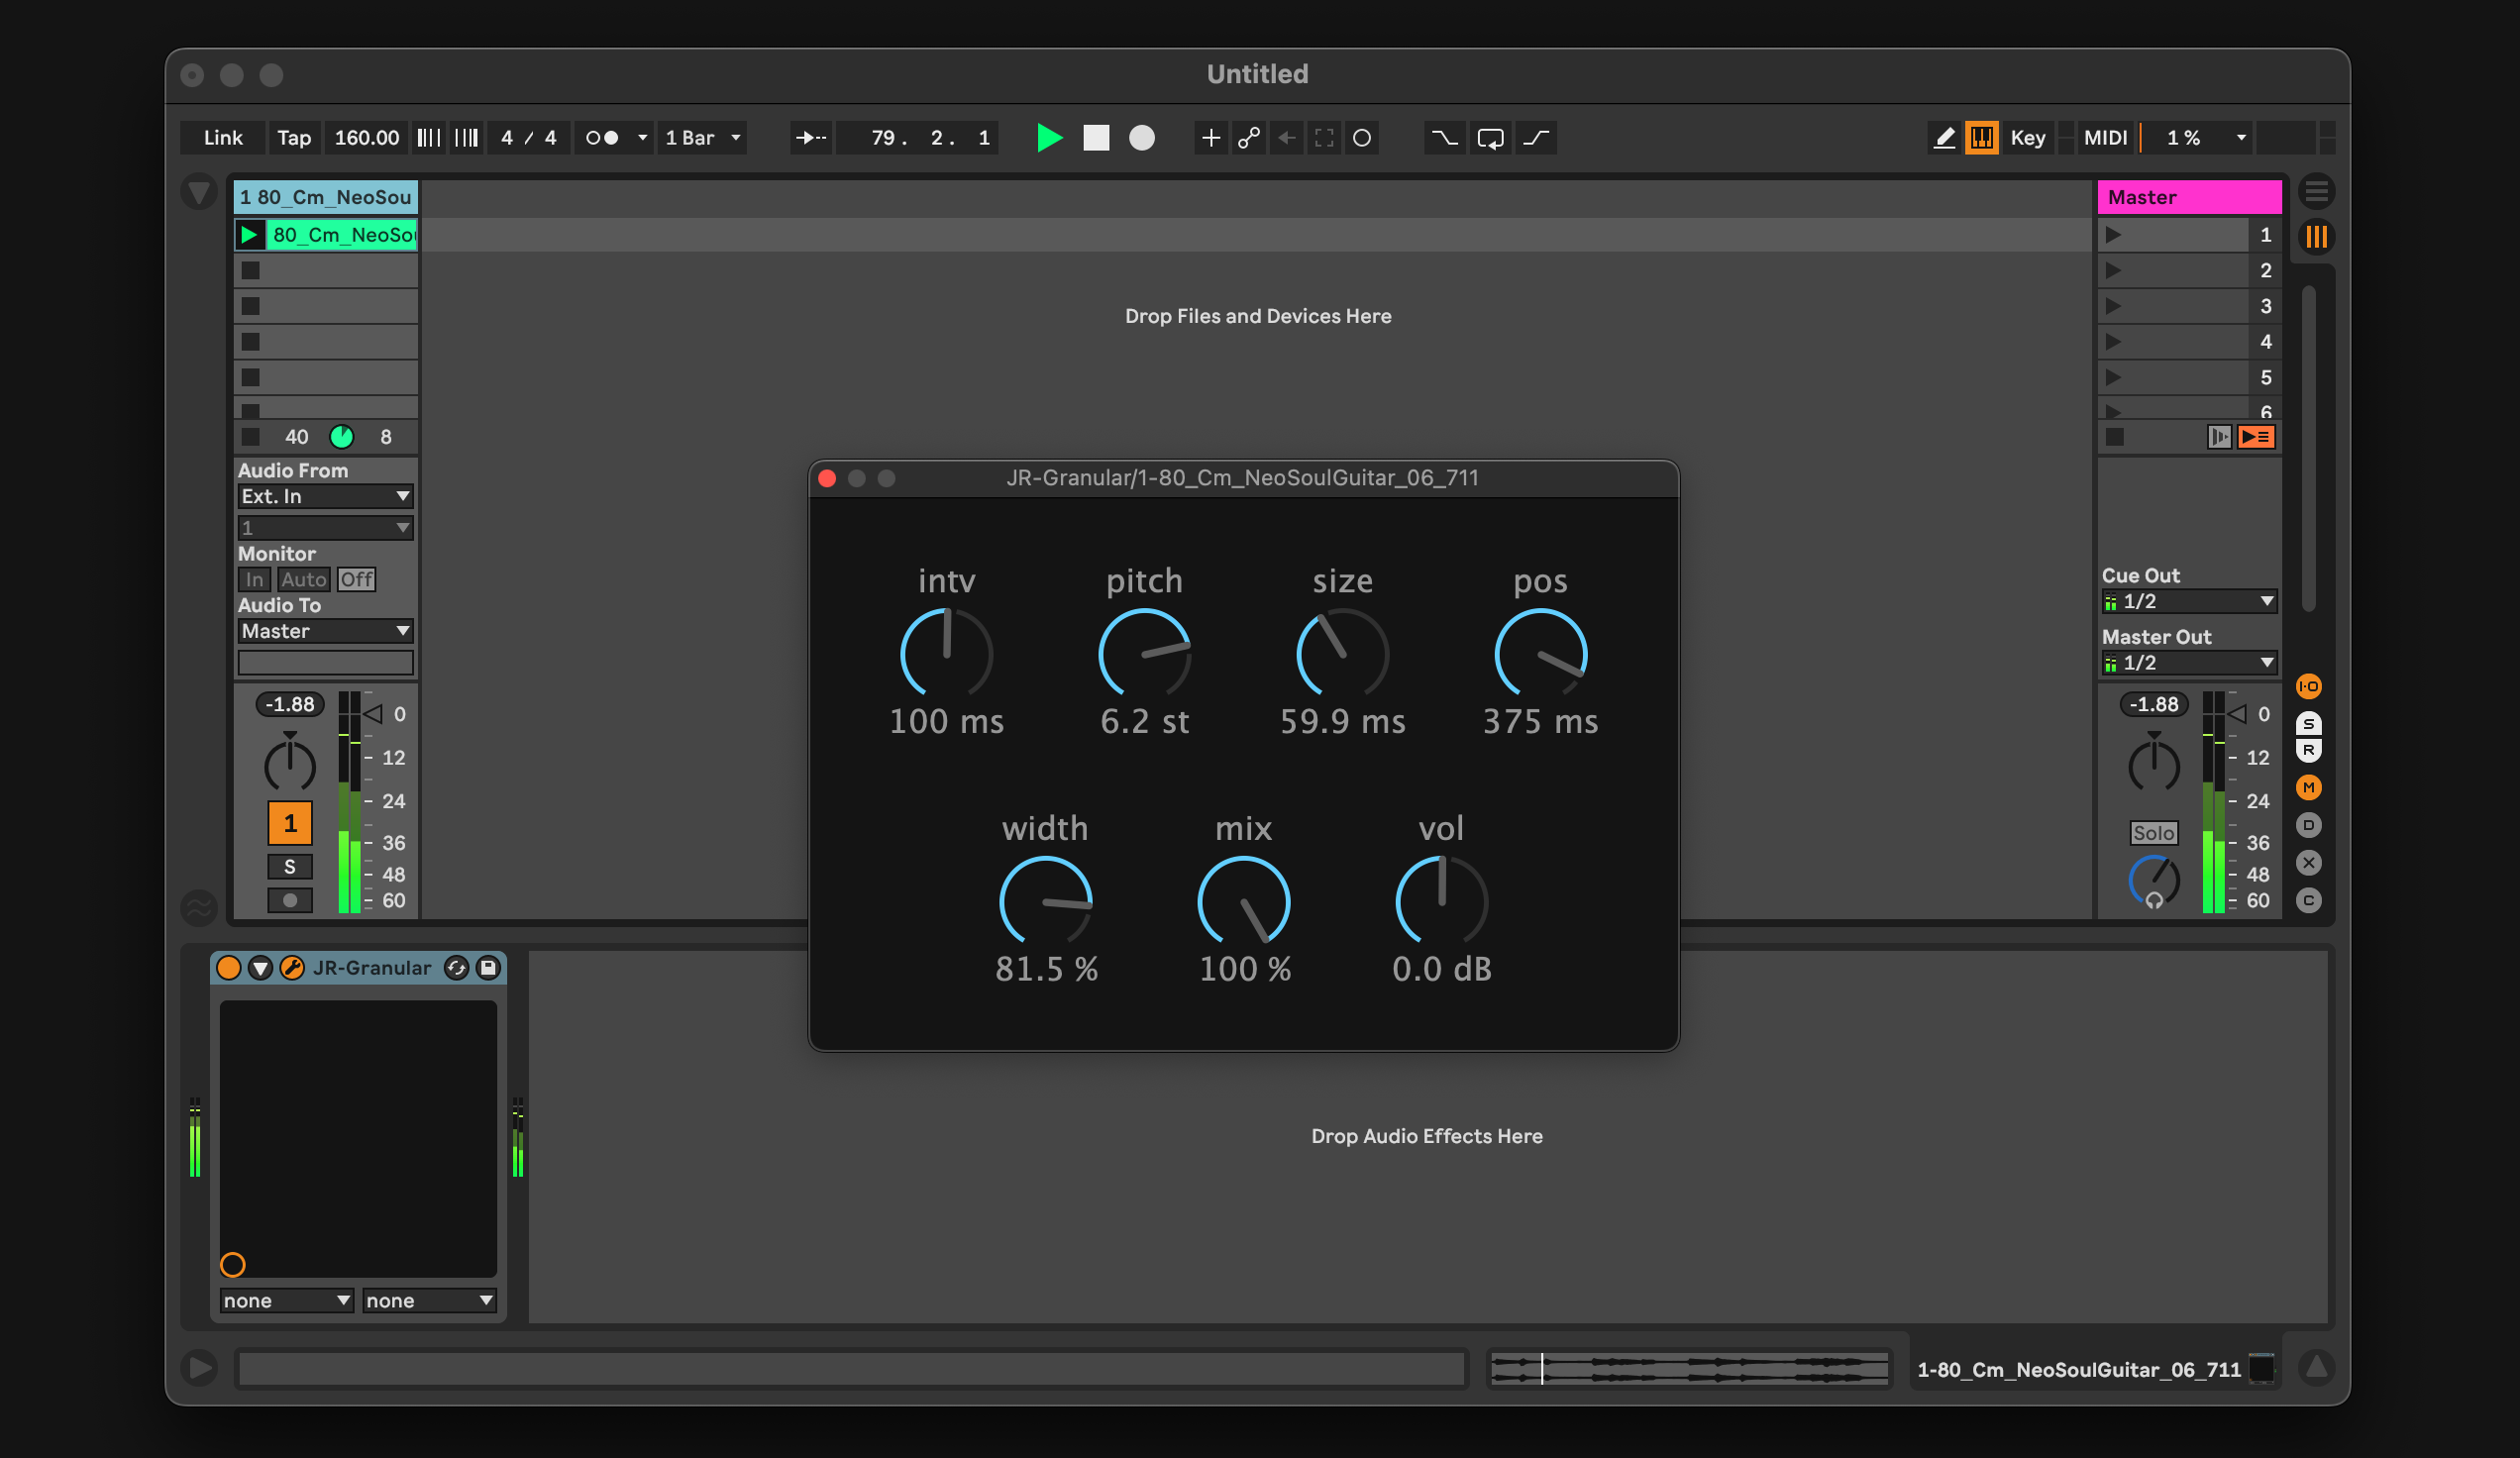 Untitled
Link Tap 160.00 4 / 4 1 Bar 79. 2. 1 Key MIDI 1 %
1 80_Cm_NeoSou
Master
80_Cm_NeoSou
1
2
3
4
5
6
Drop Files and Devices Here
40 8
Audio From
Ext. In
1
Monitor
In Auto Off
Audio To
Master
Cue Out
1/2
Master Out
1/2
-1.88
0
12
24
36
48
60
1
S
-1.88
0
12
24
36
48
60
Solo
I·O
S
R
M
D
X
C
JR-Granular/1-80_Cm_NeoSoulGuitar_06_711
intv pitch size pos
100 ms 6.2 st 59.9 ms 375 ms
width mix vol
81.5 % 100 % 0.0 dB
JR-Granular
none none
Drop Audio Effects Here
1-80_Cm_NeoSoulGuitar_06_711